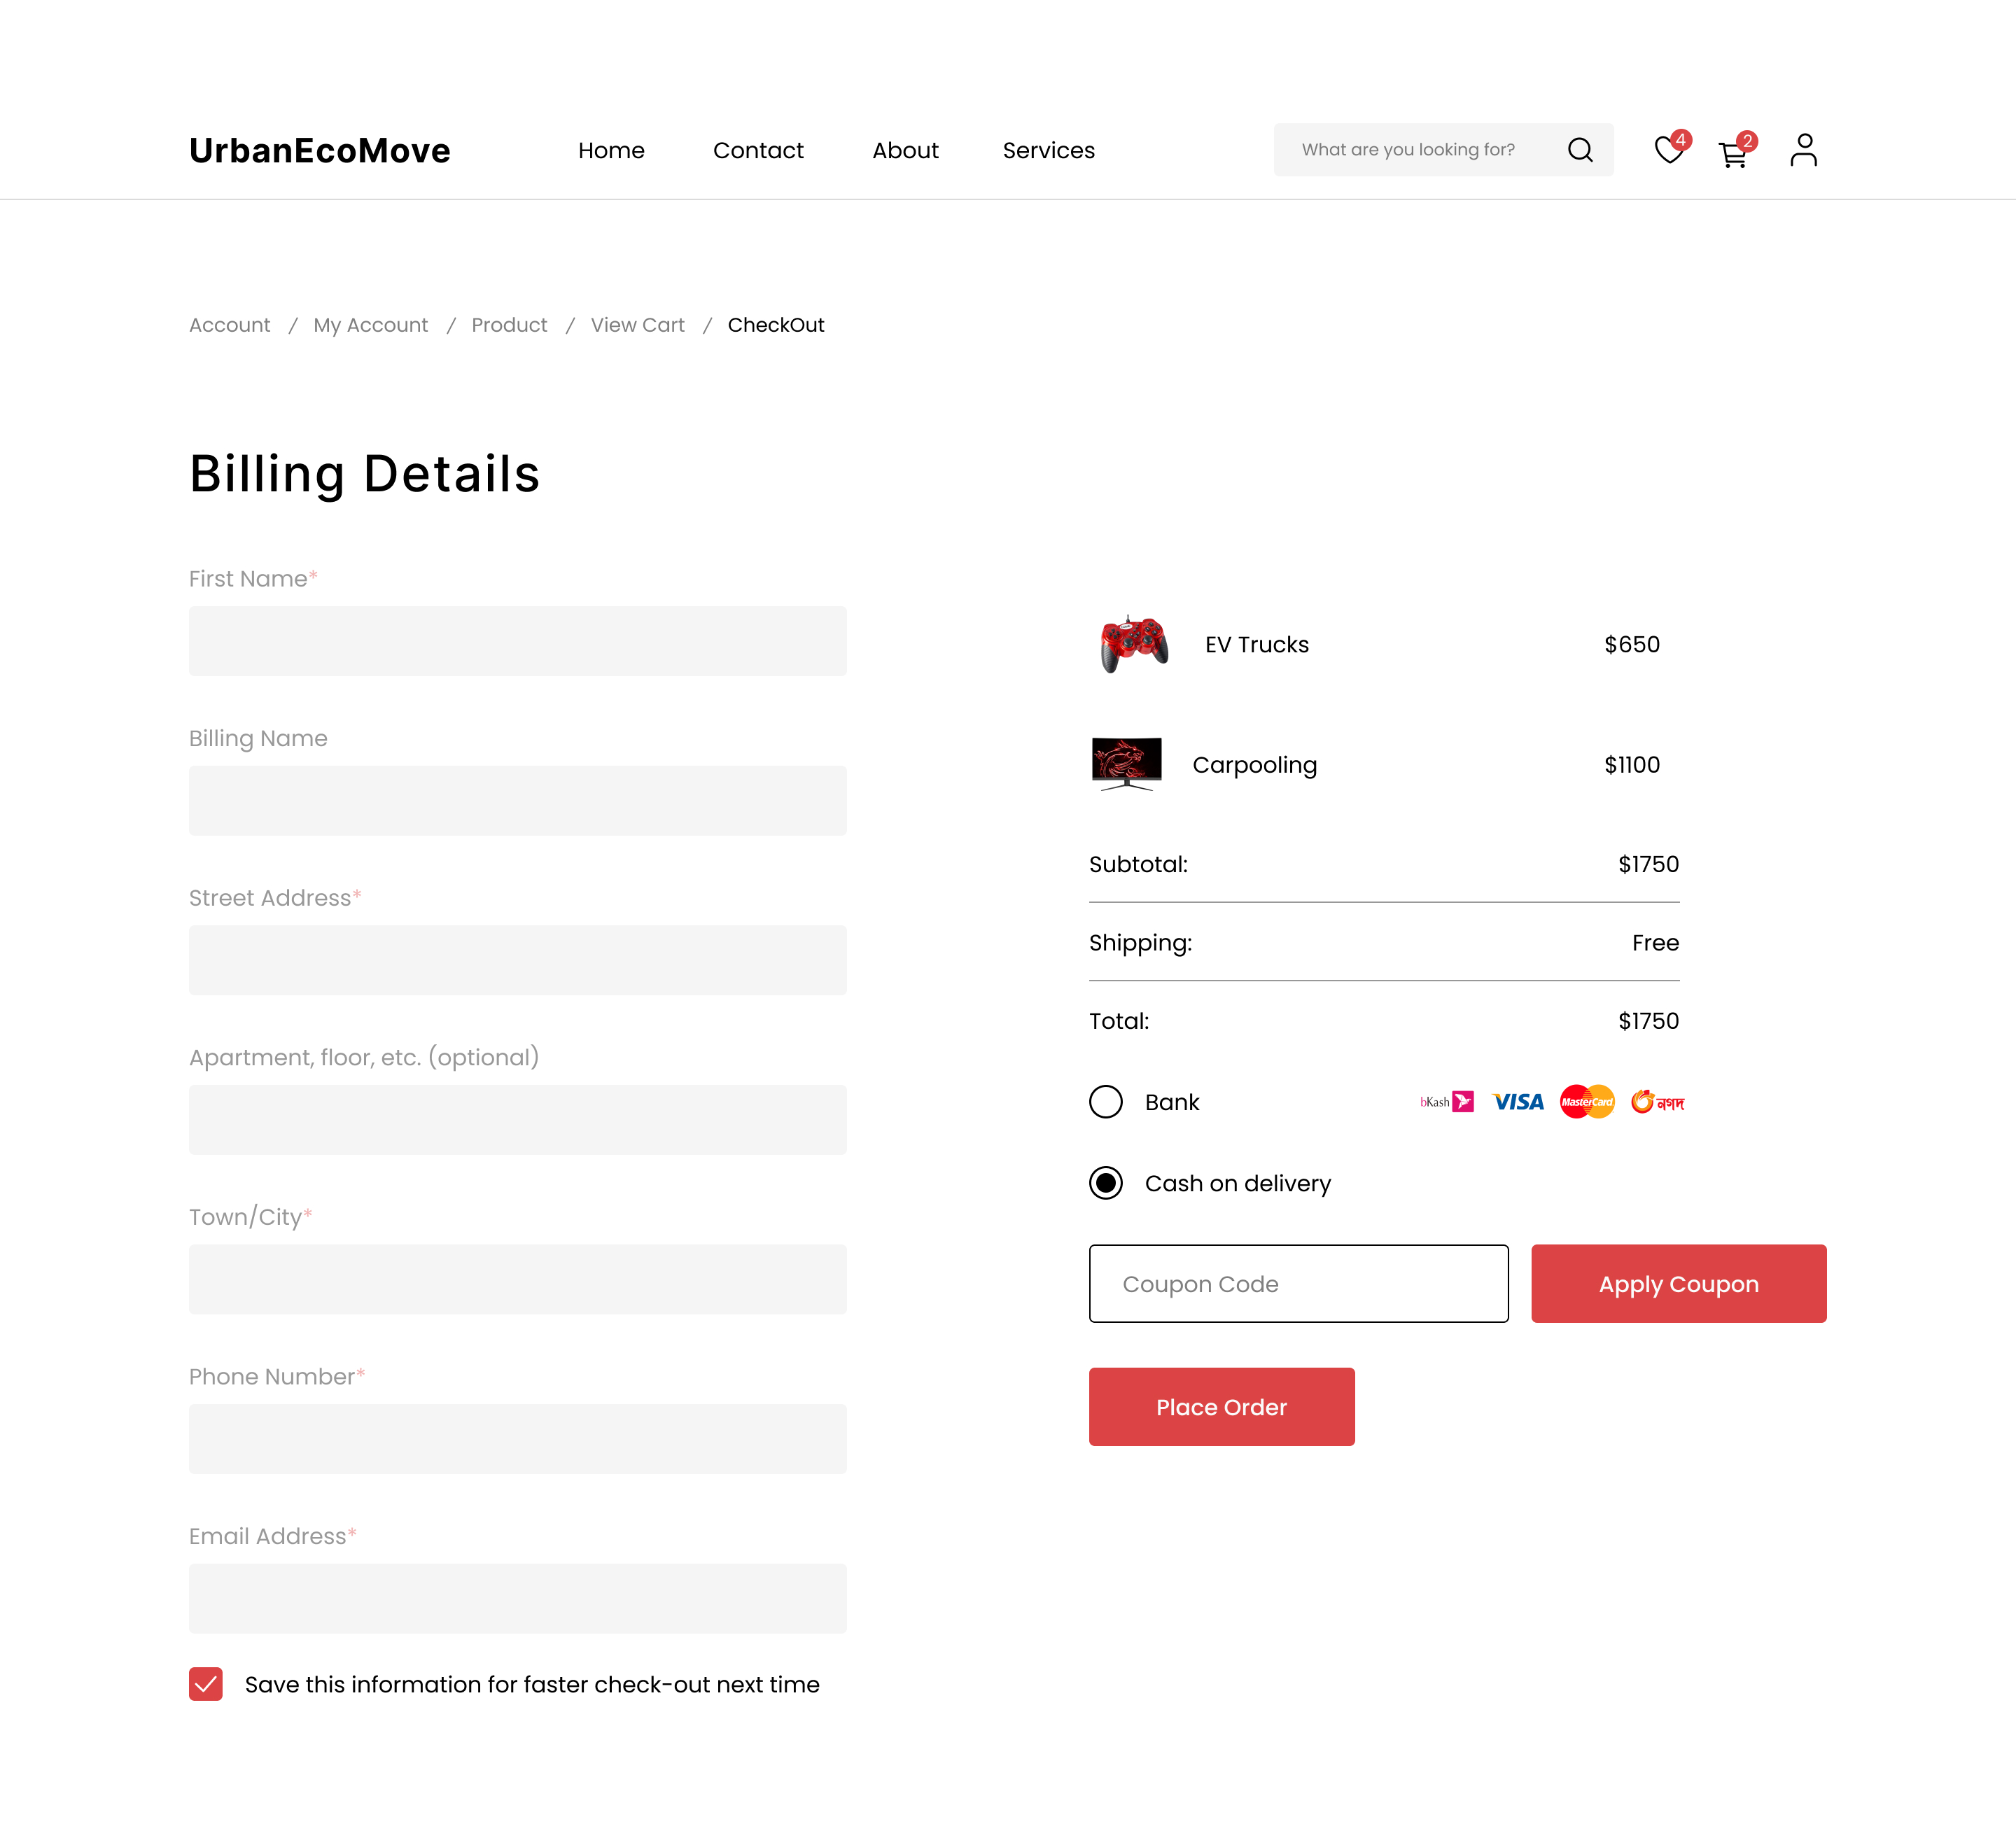 UrbanEcoMove
Home Contact About Services
What are you looking for?
4
2
Account / My Account / Product / View Cart / CheckOut
Billing Details
First Name*
Billing Name
Street Address*
Apartment, floor, etc. (optional)
Town/City*
Phone Number*
Email Address*
Save this information for faster check-out next time
EV Trucks $650
Carpooling $1100
Subtotal: $1750
Shipping: Free
Total: $1750
Bank bKash VISA MasterCard নগদ
Cash on delivery
Coupon Code Apply Coupon
Place Order